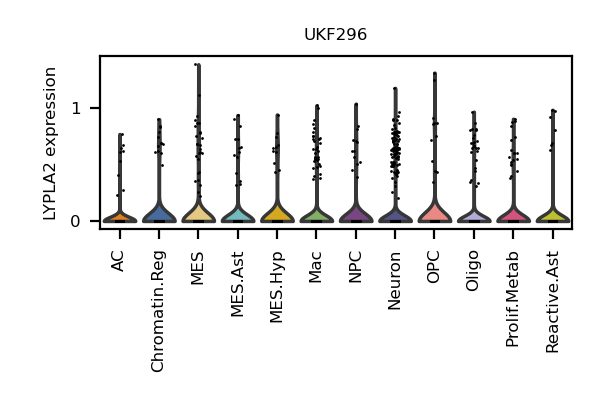 UKF296
LYPLA2 expression
1
0
AC
Chromatin.Reg
MES
MES.Ast
MES.Hyp
Mac
NPC
Neuron
OPC
Oligo
Prolif.Metab
Reactive.Ast